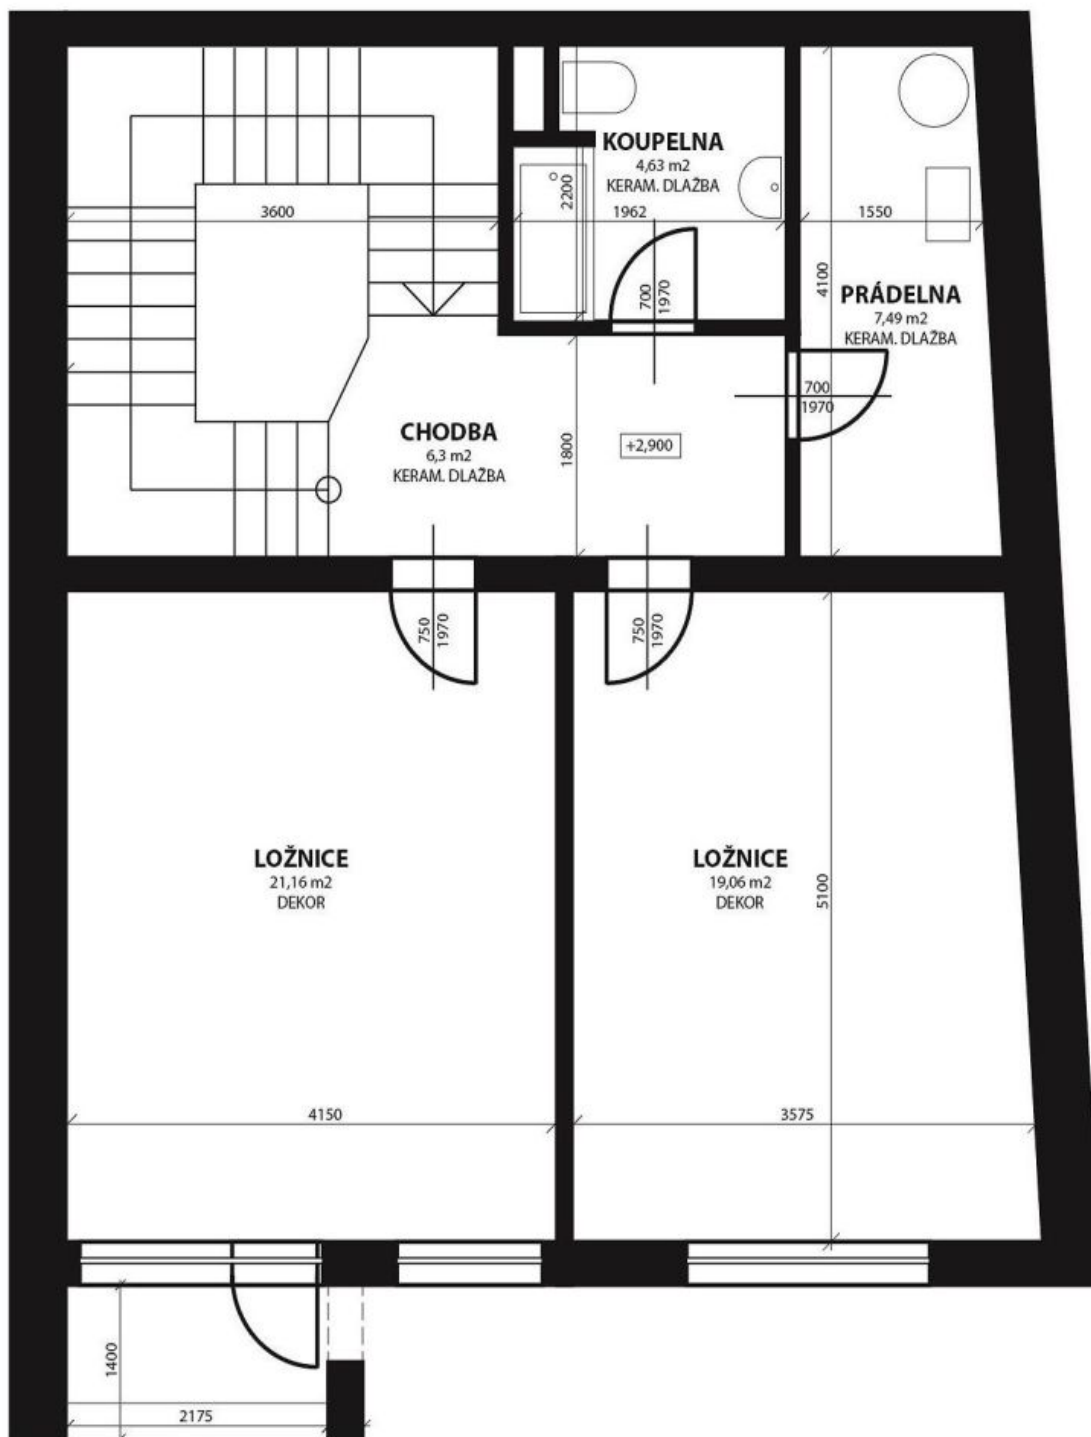 KOUPELNA
4,63 m2
KERAM. DLAŽBA
2200
3600
1962
1550
700
1970
4100
PRÁDELNA
7,49 m2
KERAM. DLAŽBA
700
1970
CHODBA
6,3 m2
KERAM. DLAŽBA
1800
+2,900
750
1970
750
1970
LOŽNICE
21,16 m2
DEKOR
LOŽNICE
19,06 m2
DEKOR
5100
4150
3575
1400
2175